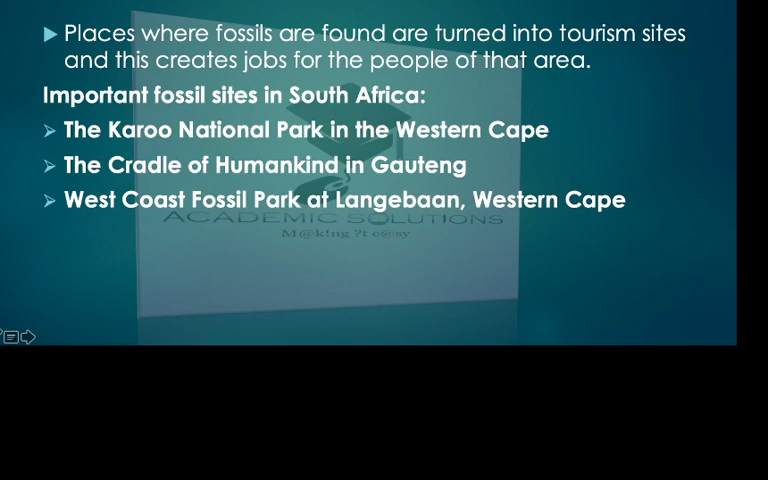 Places where fossils are found are turned into tourism sites
and this creates jobs for the people of that area.
Important fossil sites in South Africa:
The Karoo National Park in the Western Cape
The Cradle of Humankind in Gauteng
West Coast Fossil Park at Langebaan, Western Cape
ACADEMIC SOLUTIONS
M@k!ng ?t e@sy